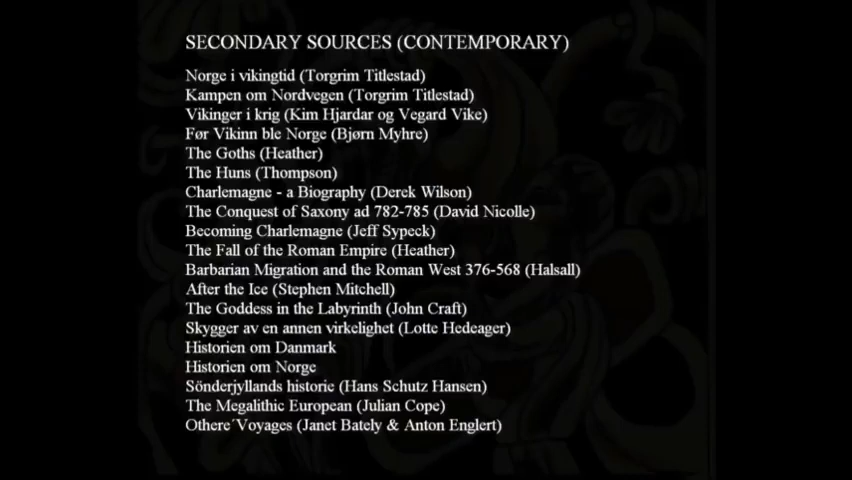 SECONDARY SOURCES (CONTEMPORARY)
Norge i vikingtid (Torgrim Titlestad)
Kampen om Nordvegen (Torgrim Titlestad)
Vikinger i krig (Kim Hjardar og Vegard Vike)
Før Vikinn ble Norge (Bjørn Myhre)
The Goths (Heather)
The Huns (Thompson)
Charlemagne - a Biography (Derek Wilson)
The Conquest of Saxony ad 782-785 (David Nicolle)
Becoming Charlemagne (Jeff Sypeck)
The Fall of the Roman Empire (Heather)
Barbarian Migration and the Roman West 376-568 (Halsall)
After the Ice (Stephen Mitchell)
The Goddess in the Labyrinth (John Craft)
Skygger av en annen virkelighet (Lotte Hedeager)
Historien om Danmark
Historien om Norge
Sönderjyllands historie (Hans Schutz Hansen)
The Megalithic European (Julian Cope)
Othere´Voyages (Janet Bately & Anton Englert)